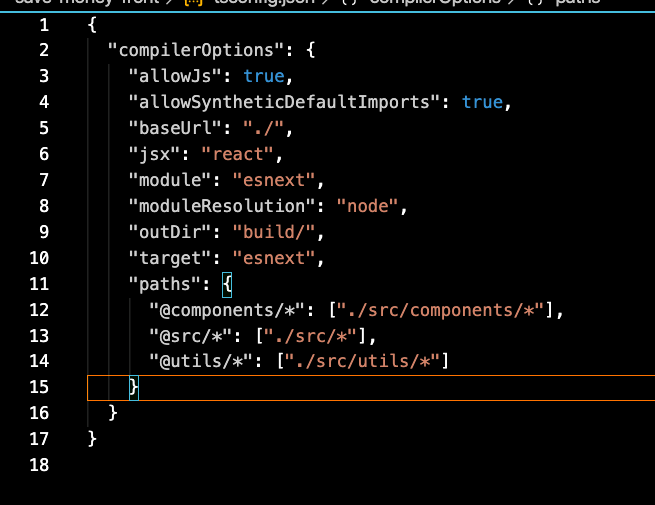 save-money-front > tsconfig.json > {} compilerOptions > {} paths
1 {
2 "compilerOptions": {
3 "allowJs": true,
4 "allowSyntheticDefaultImports": true,
5 "baseUrl": "./",
6 "jsx": "react",
7 "module": "esnext",
8 "moduleResolution": "node",
9 "outDir": "build/",
10 "target": "esnext",
11 "paths": {
12 "@components/*": ["./src/components/*"],
13 "@src/*": ["./src/*"],
14 "@utils/*": ["./src/utils/*"]
15 }
16 }
17 }
18